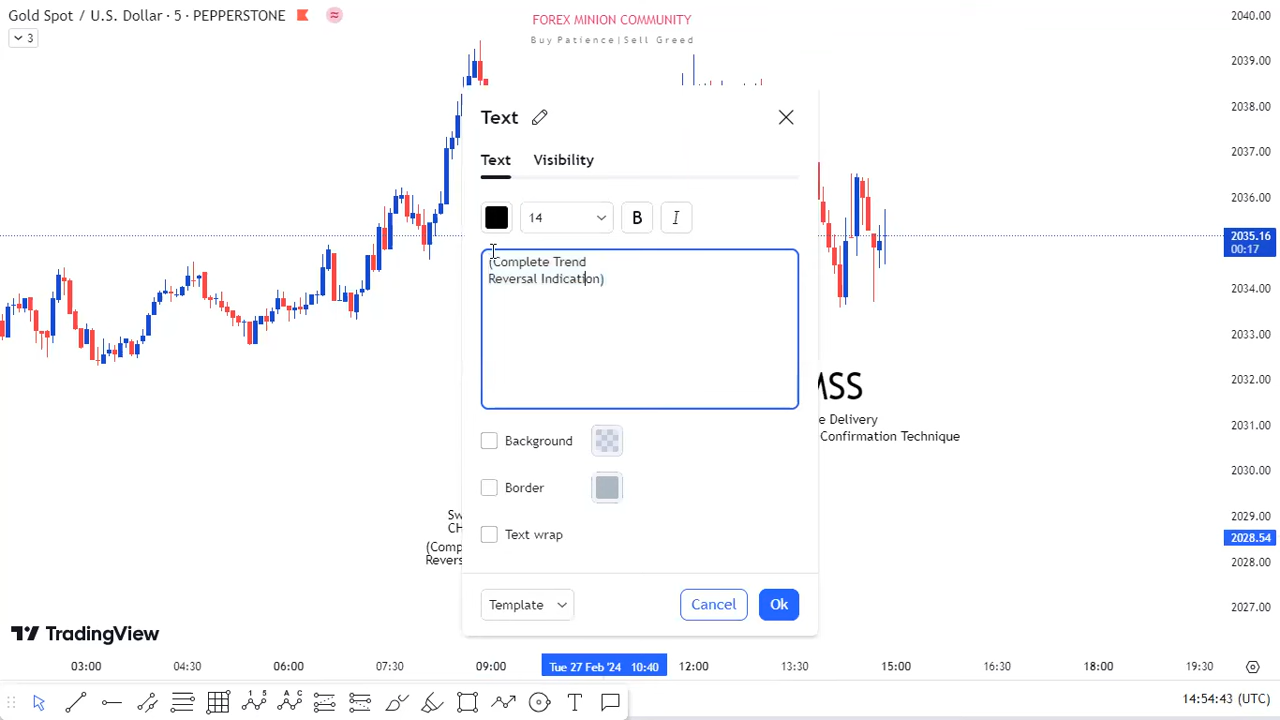 Gold Spot / U.S. Dollar · 5 · PEPPERSTONE
3
FOREX MINION COMMUNITY
Buy Patience|Sell Greed
Text
Text
Visibility
14
B
I
(Complete Trend
Reversal Indication)
Background
Border
Text wrap
Template
Cancel
Ok
MSS
e Delivery
Confirmation Technique
Sw
CH
(Comp
Revers
2040.00
2039.00
2038.00
2037.00
2036.00
2035.16
00:17
2034.00
2033.00
2032.00
2031.00
2030.00
2029.00
2028.54
2028.00
2027.00
TradingView
03:00
04:30
06:00
07:30
09:00
Tue 27 Feb '24 10:40
12:00
13:30
15:00
16:30
18:00
19:30
14:54:43 (UTC)